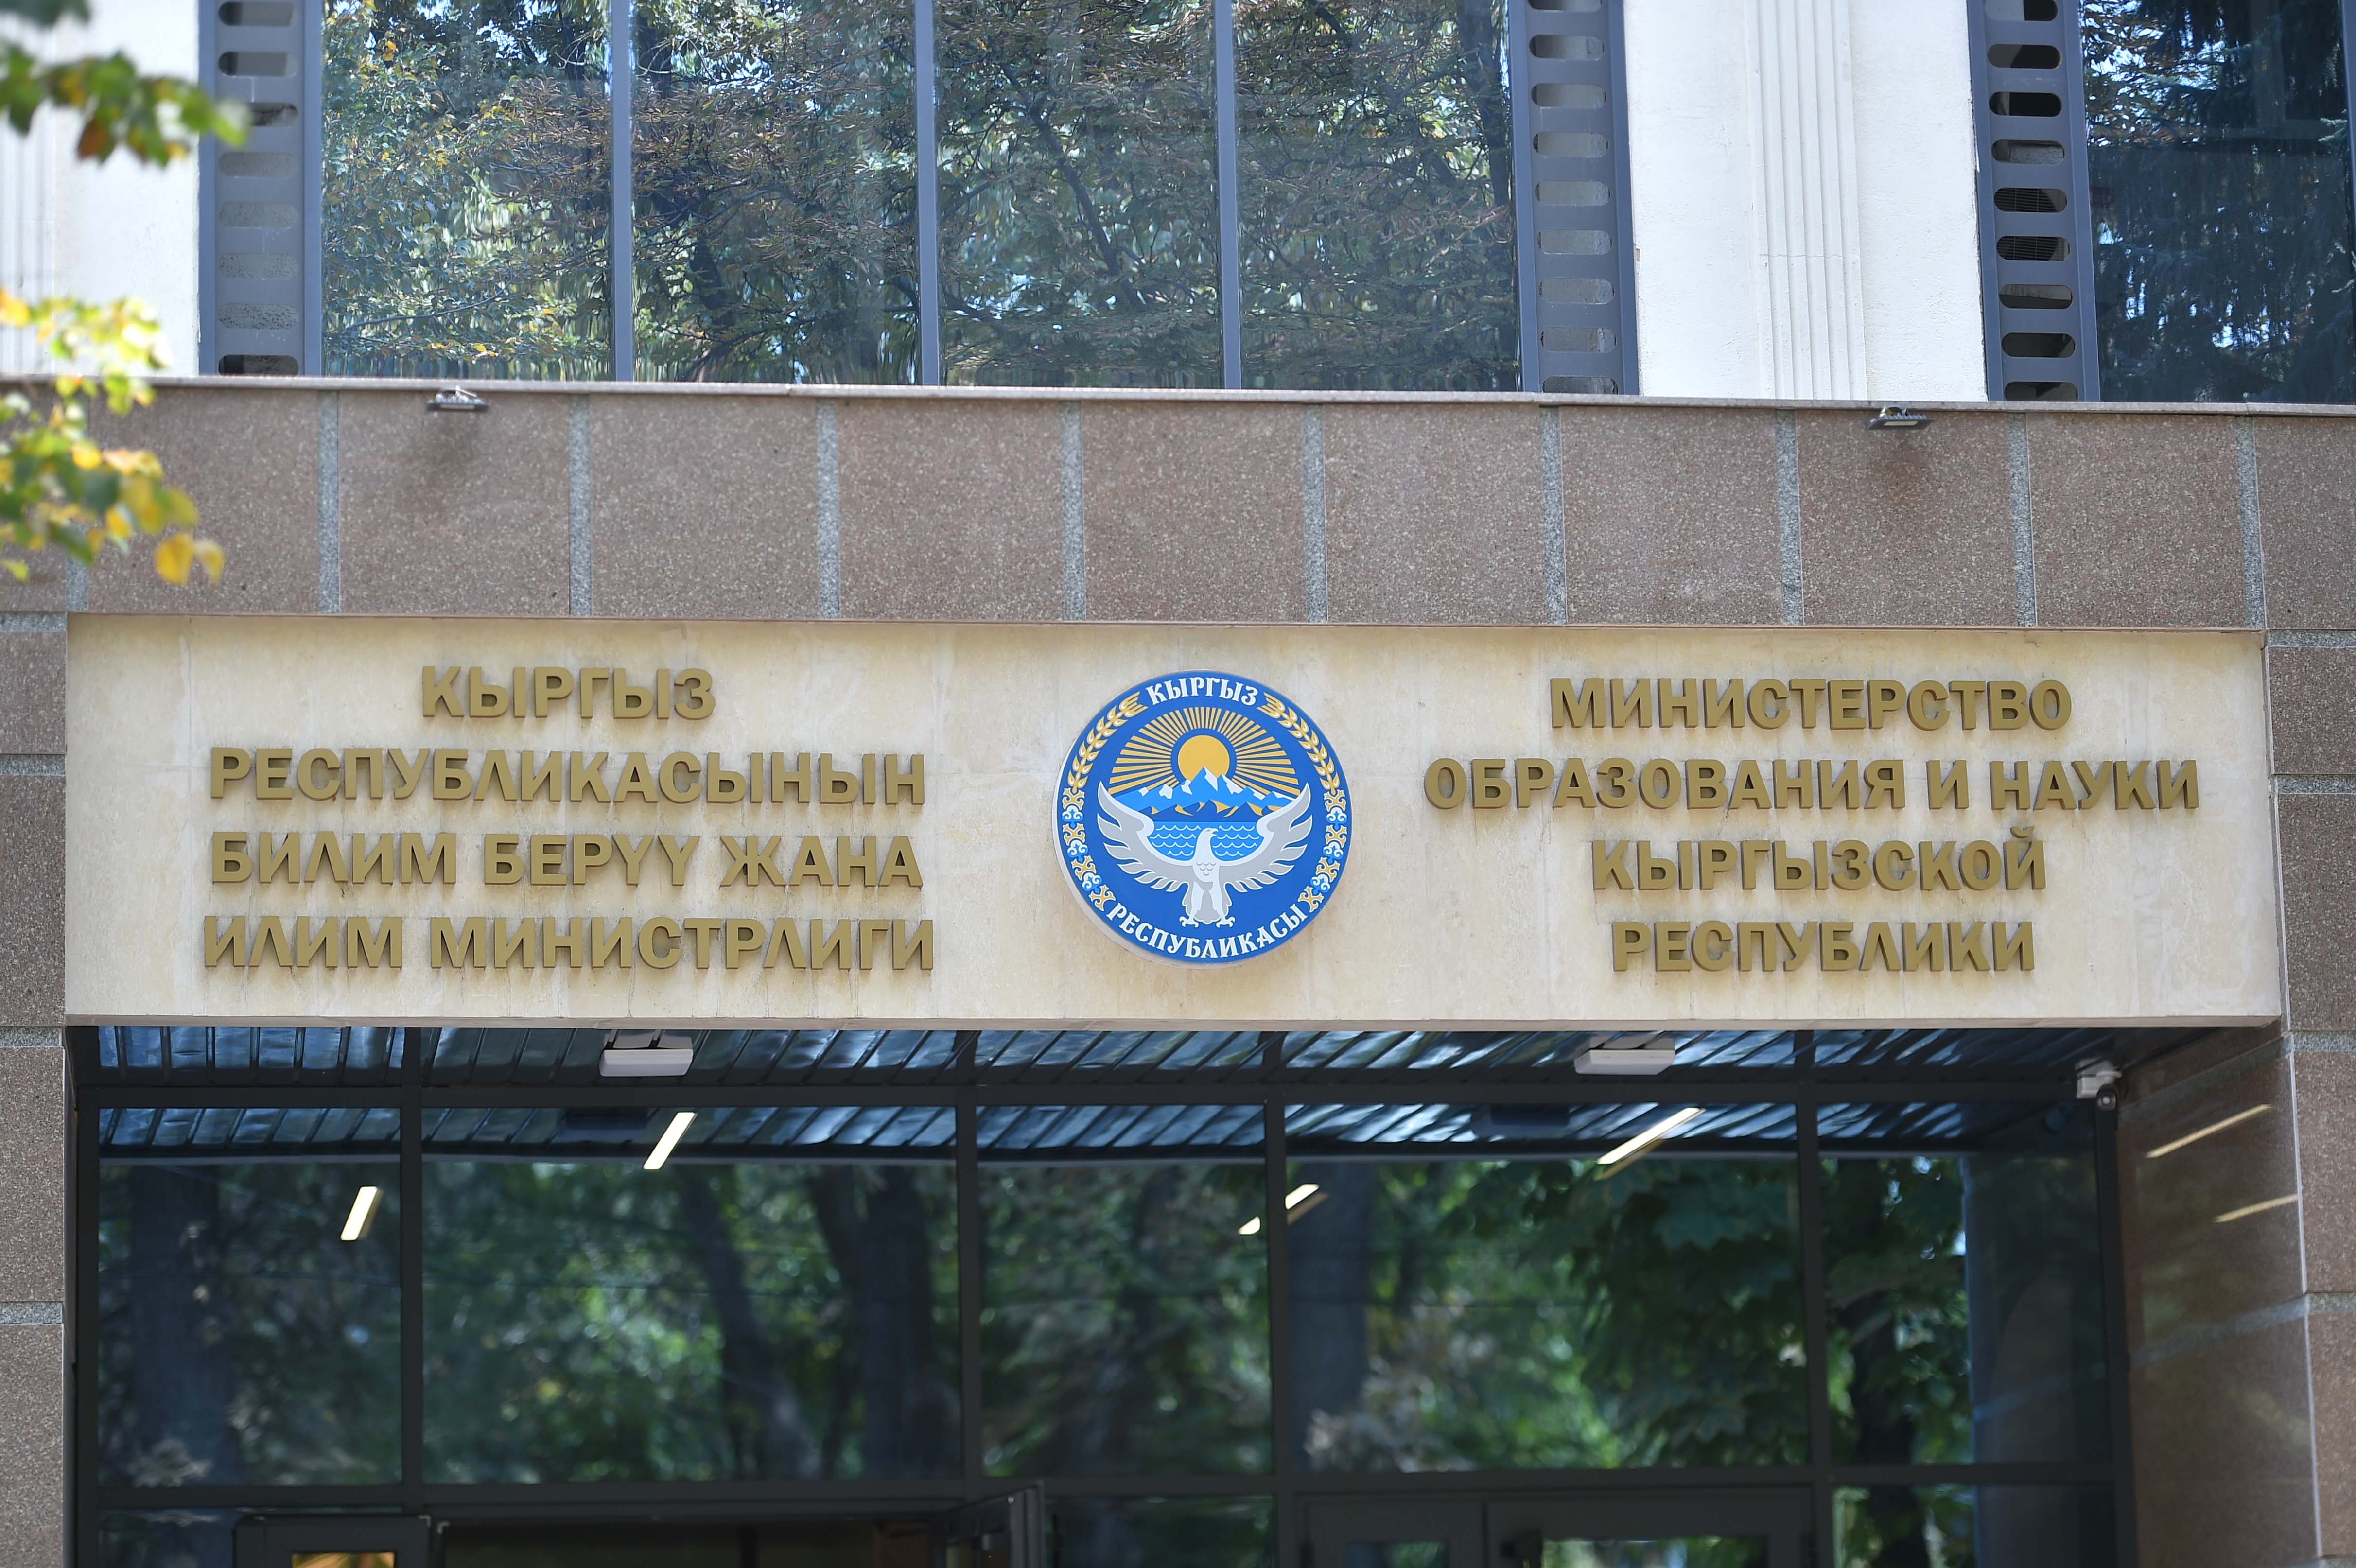 КЫРГЫЗ
РЕСПУБЛИКАСЫНЫН
БИЛИМ БЕРҮҮ ЖАНА
ИЛИМ МИНИСТРЛИГИ
КЫРГЫЗ
РЕСПУБЛИКАСЫ
МИНИСТЕРСТВО
ОБРАЗОВАНИЯ И НАУКИ
КЫРГЫЗСКОЙ
РЕСПУБЛИКИ